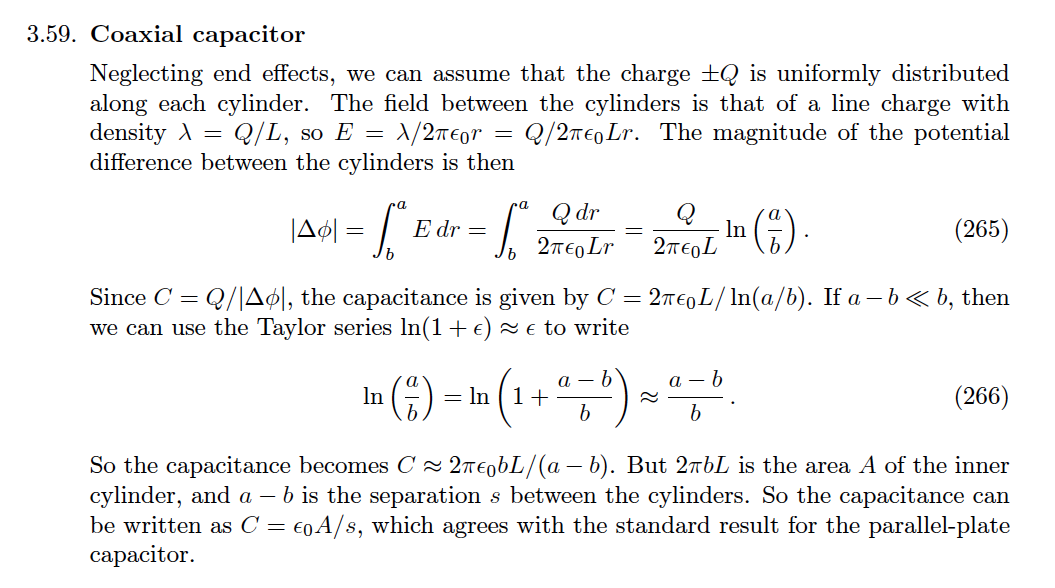 3.59. Coaxial capacitor
Neglecting end effects, we can assume that the charge ±Q is uniformly distributed
along each cylinder. The field between the cylinders is that of a line charge with
density λ = Q/L, so E = λ/2πϵ₀r = Q/2πϵ₀Lr. The magnitude of the potential
difference between the cylinders is then
|Δϕ| = ∫_b^a E dr = ∫_b^a (Q dr)/(2πϵ₀Lr) = Q/(2πϵ₀L) ln(a/b). (265)
Since C = Q/|Δϕ|, the capacitance is given by C = 2πϵ₀L/ ln(a/b). If a − b ≪ b, then
we can use the Taylor series ln(1 + ϵ) ≈ ϵ to write
ln(a/b) = ln(1 + (a − b)/b) ≈ (a − b)/b. (266)
So the capacitance becomes C ≈ 2πϵ₀bL/(a − b). But 2πbL is the area A of the inner
cylinder, and a − b is the separation s between the cylinders. So the capacitance can
be written as C = ϵ₀A/s, which agrees with the standard result for the parallel-plate
capacitor.